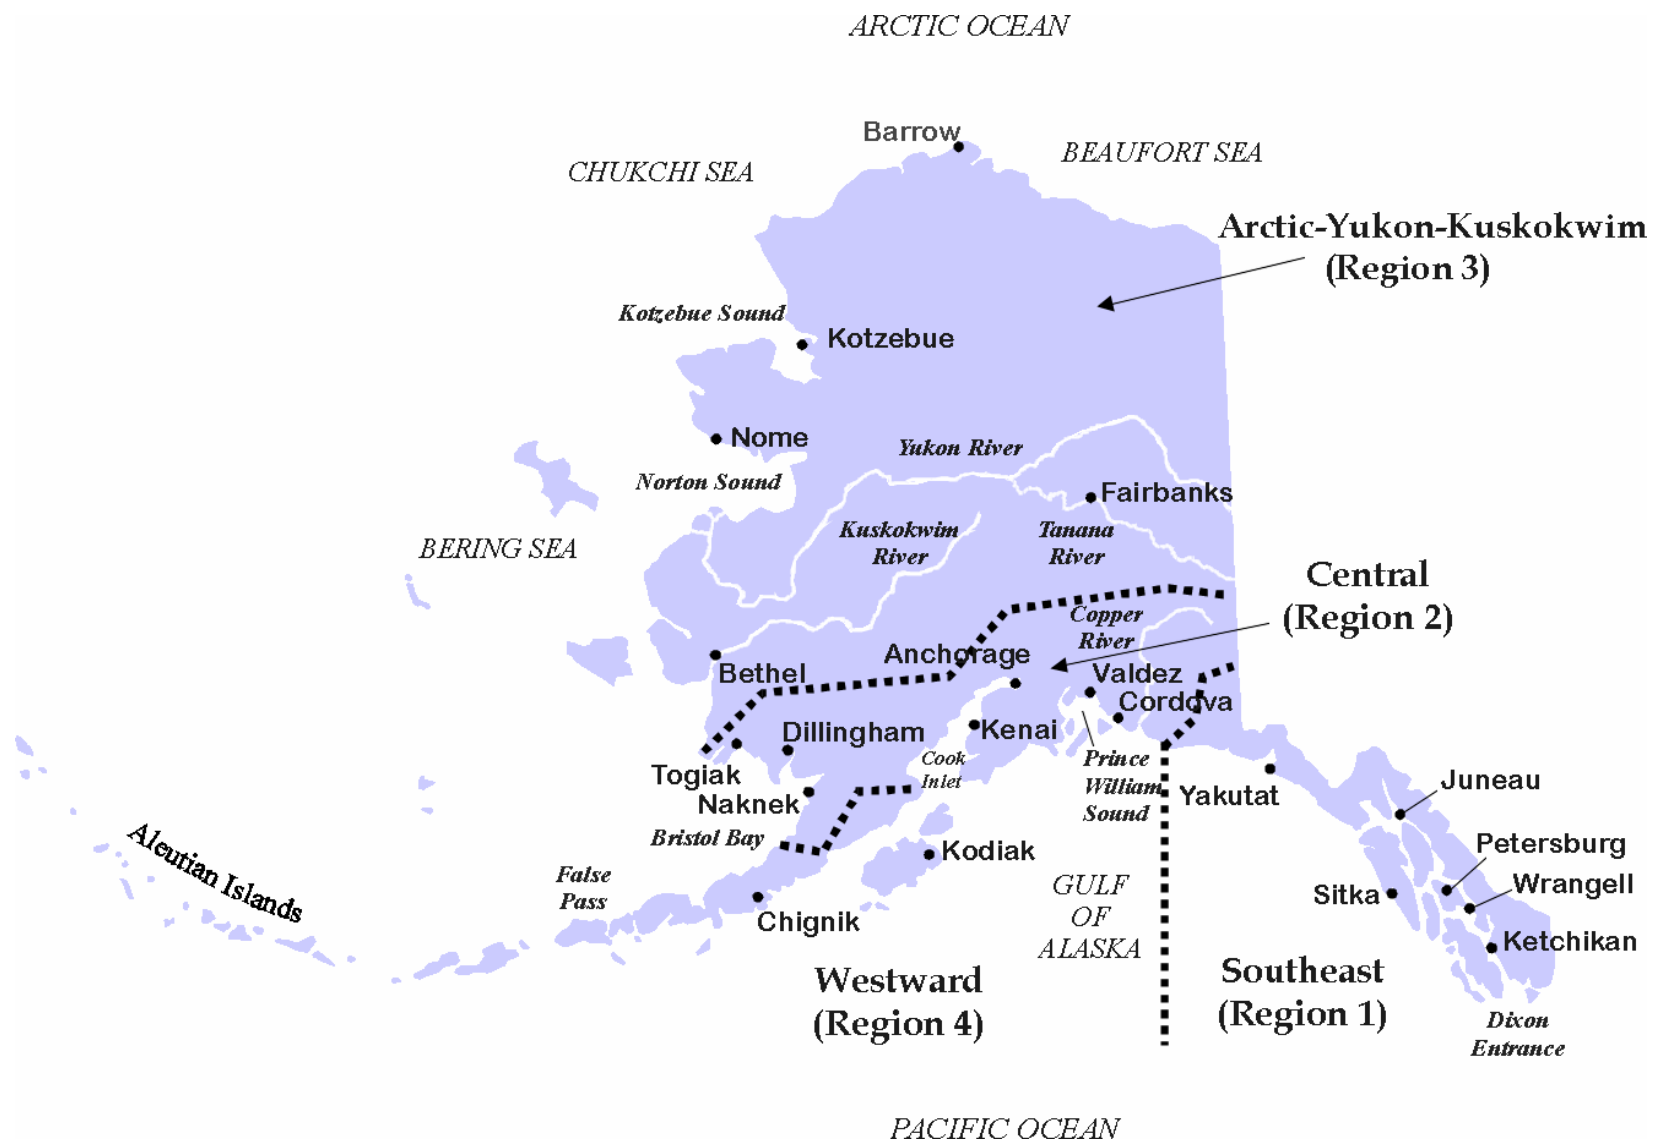 ARCTIC OCEAN
Barrow
BEAUFORT SEA
CHUKCHI SEA
Arctic-Yukon-Kuskokwim
(Region 3)
Kotzebue Sound
Kotzebue
Nome
Yukon River
Norton Sound
Fairbanks
Kuskokwim
River
Tanana
River
BERING SEA
Central
(Region 2)
Copper
River
Anchorage
Bethel
Valdez
Cordova
Dillingham
Kenai
Togiak
Cook
Inlet
Prince
William
Sound
Naknek
Yakutat
Juneau
Bristol Bay
Kodiak
Petersburg
Aleutian Islands
False
Pass
GULF
OF
ALASKA
Wrangell
Sitka
Chignik
Ketchikan
Westward
(Region 4)
Southeast
(Region 1)
Dixon
Entrance
PACIFIC OCEAN